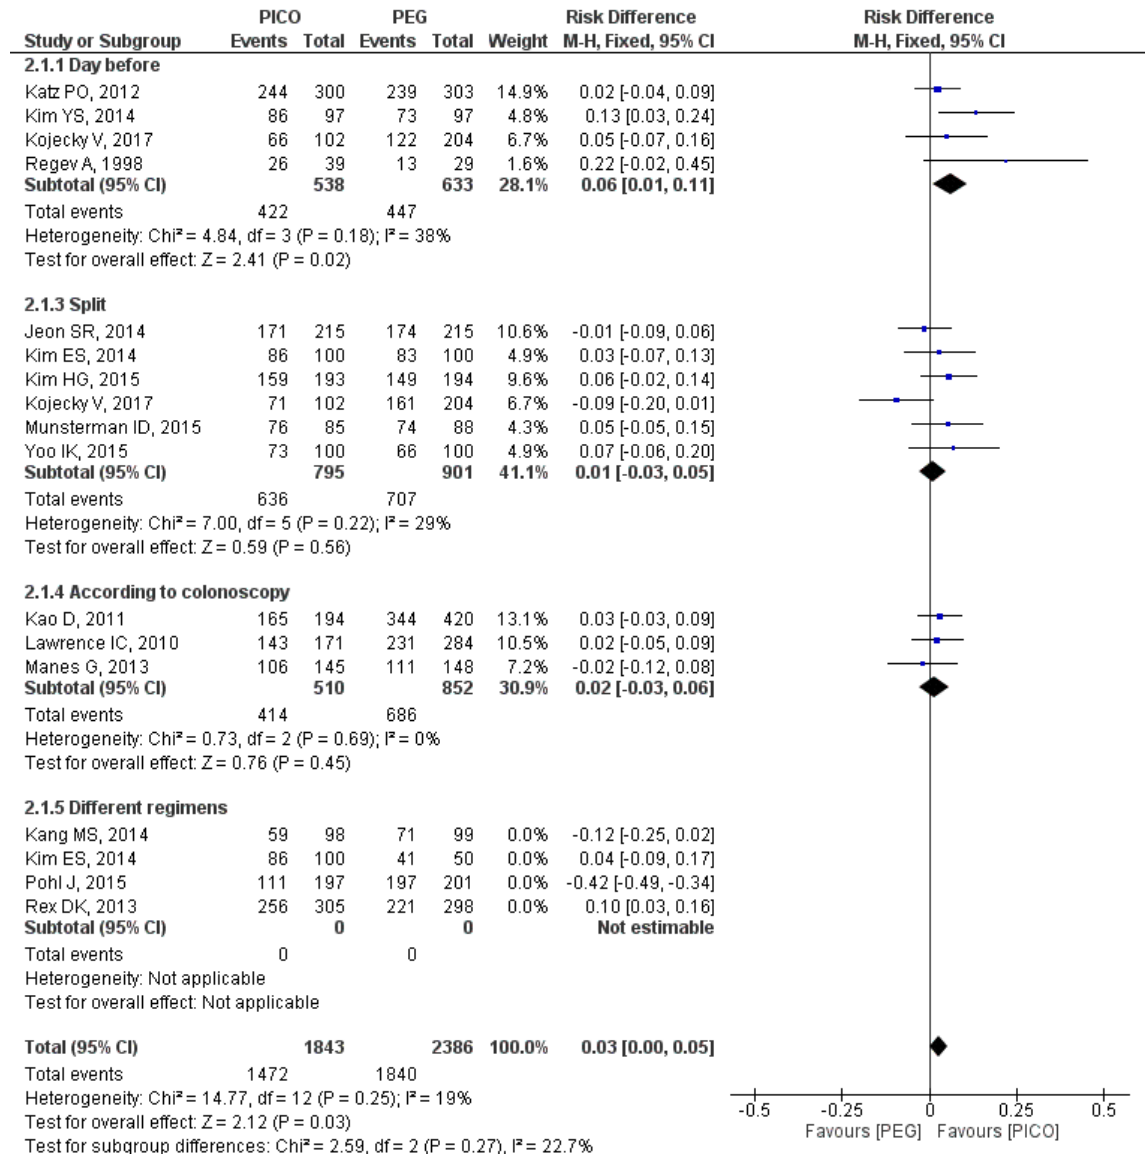 PICO PEG Risk Difference Risk Difference
Study or Subgroup Events Total Events Total Weight M-H, Fixed, 95% CI M-H, Fixed, 95% CI
2.1.1 Day before
Katz PO, 2012 244 300 239 303 14.9% 0.02 [-0.04, 0.09]
Kim YS, 2014 86 97 73 97 4.8% 0.13 [0.03, 0.24]
Kojecky V, 2017 66 102 122 204 6.7% 0.05 [-0.07, 0.16]
Regev A, 1998 26 39 13 29 1.6% 0.22 [-0.02, 0.45]
Subtotal (95% CI) 538 633 28.1% 0.06 [0.01, 0.11]
Total events 422 447
Heterogeneity: Chi² = 4.84, df = 3 (P = 0.18); I² = 38%
Test for overall effect: Z = 2.41 (P = 0.02)
2.1.3 Split
Jeon SR, 2014 171 215 174 215 10.6% -0.01 [-0.09, 0.06]
Kim ES, 2014 86 100 83 100 4.9% 0.03 [-0.07, 0.13]
Kim HG, 2015 159 193 149 194 9.6% 0.06 [-0.02, 0.14]
Kojecky V, 2017 71 102 161 204 6.7% -0.09 [-0.20, 0.01]
Munsterman ID, 2015 76 85 74 88 4.3% 0.05 [-0.05, 0.15]
Yoo IK, 2015 73 100 66 100 4.9% 0.07 [-0.06, 0.20]
Subtotal (95% CI) 795 901 41.1% 0.01 [-0.03, 0.05]
Total events 636 707
Heterogeneity: Chi² = 7.00, df = 5 (P = 0.22); I² = 29%
Test for overall effect: Z = 0.59 (P = 0.56)
2.1.4 According to colonoscopy
Kao D, 2011 165 194 344 420 13.1% 0.03 [-0.03, 0.09]
Lawrence IC, 2010 143 171 231 284 10.5% 0.02 [-0.05, 0.09]
Manes G, 2013 106 145 111 148 7.2% -0.02 [-0.12, 0.08]
Subtotal (95% CI) 510 852 30.9% 0.02 [-0.03, 0.06]
Total events 414 686
Heterogeneity: Chi² = 0.73, df = 2 (P = 0.69); I² = 0%
Test for overall effect: Z = 0.76 (P = 0.45)
2.1.5 Different regimens
Kang MS, 2014 59 98 71 99 0.0% -0.12 [-0.25, 0.02]
Kim ES, 2014 86 100 41 50 0.0% 0.04 [-0.09, 0.17]
Pohl J, 2015 111 197 197 201 0.0% -0.42 [-0.49, -0.34]
Rex DK, 2013 256 305 221 298 0.0% 0.10 [0.03, 0.16]
Subtotal (95% CI) 0 0 Not estimable
Total events 0 0
Heterogeneity: Not applicable
Test for overall effect: Not applicable
Total (95% CI) 1843 2386 100.0% 0.03 [0.00, 0.05]
Total events 1472 1840
Heterogeneity: Chi² = 14.77, df = 12 (P = 0.25); I² = 19%
Test for overall effect: Z = 2.12 (P = 0.03)
Test for subgroup differences: Chi² = 2.59, df = 2 (P = 0.27), I² = 22.7%
-0.5 -0.25 0 0.25 0.5
Favours [PEG] Favours [PICO]